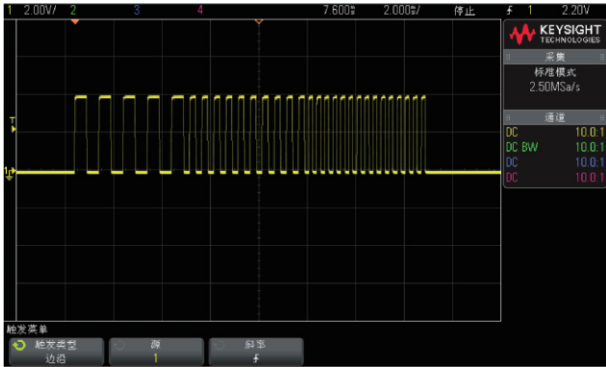 1 2.00V/ 2 3 4 7.600s 2.000s/ 停止 1 2.20V
KEYSIGHT
TECHNOLOGIES
采集
标准模式
2.50MSa/s
通道
DC 10.0:1
DC BW 10.0:1
DC 10.0:1
DC 10.0:1
T
1
触发菜单
触发类型 源 斜率
边沿 1